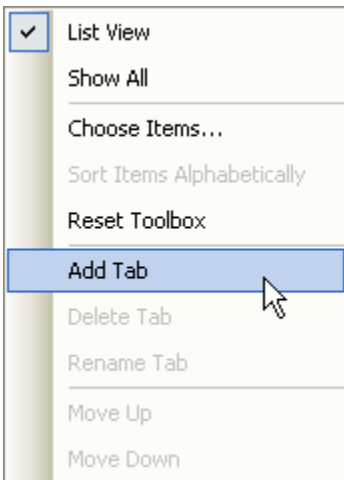 List View
Show All
Choose Items...
Sort Items Alphabetically
Reset Toolbox
Add Tab
Delete Tab
Rename Tab
Move Up
Move Down